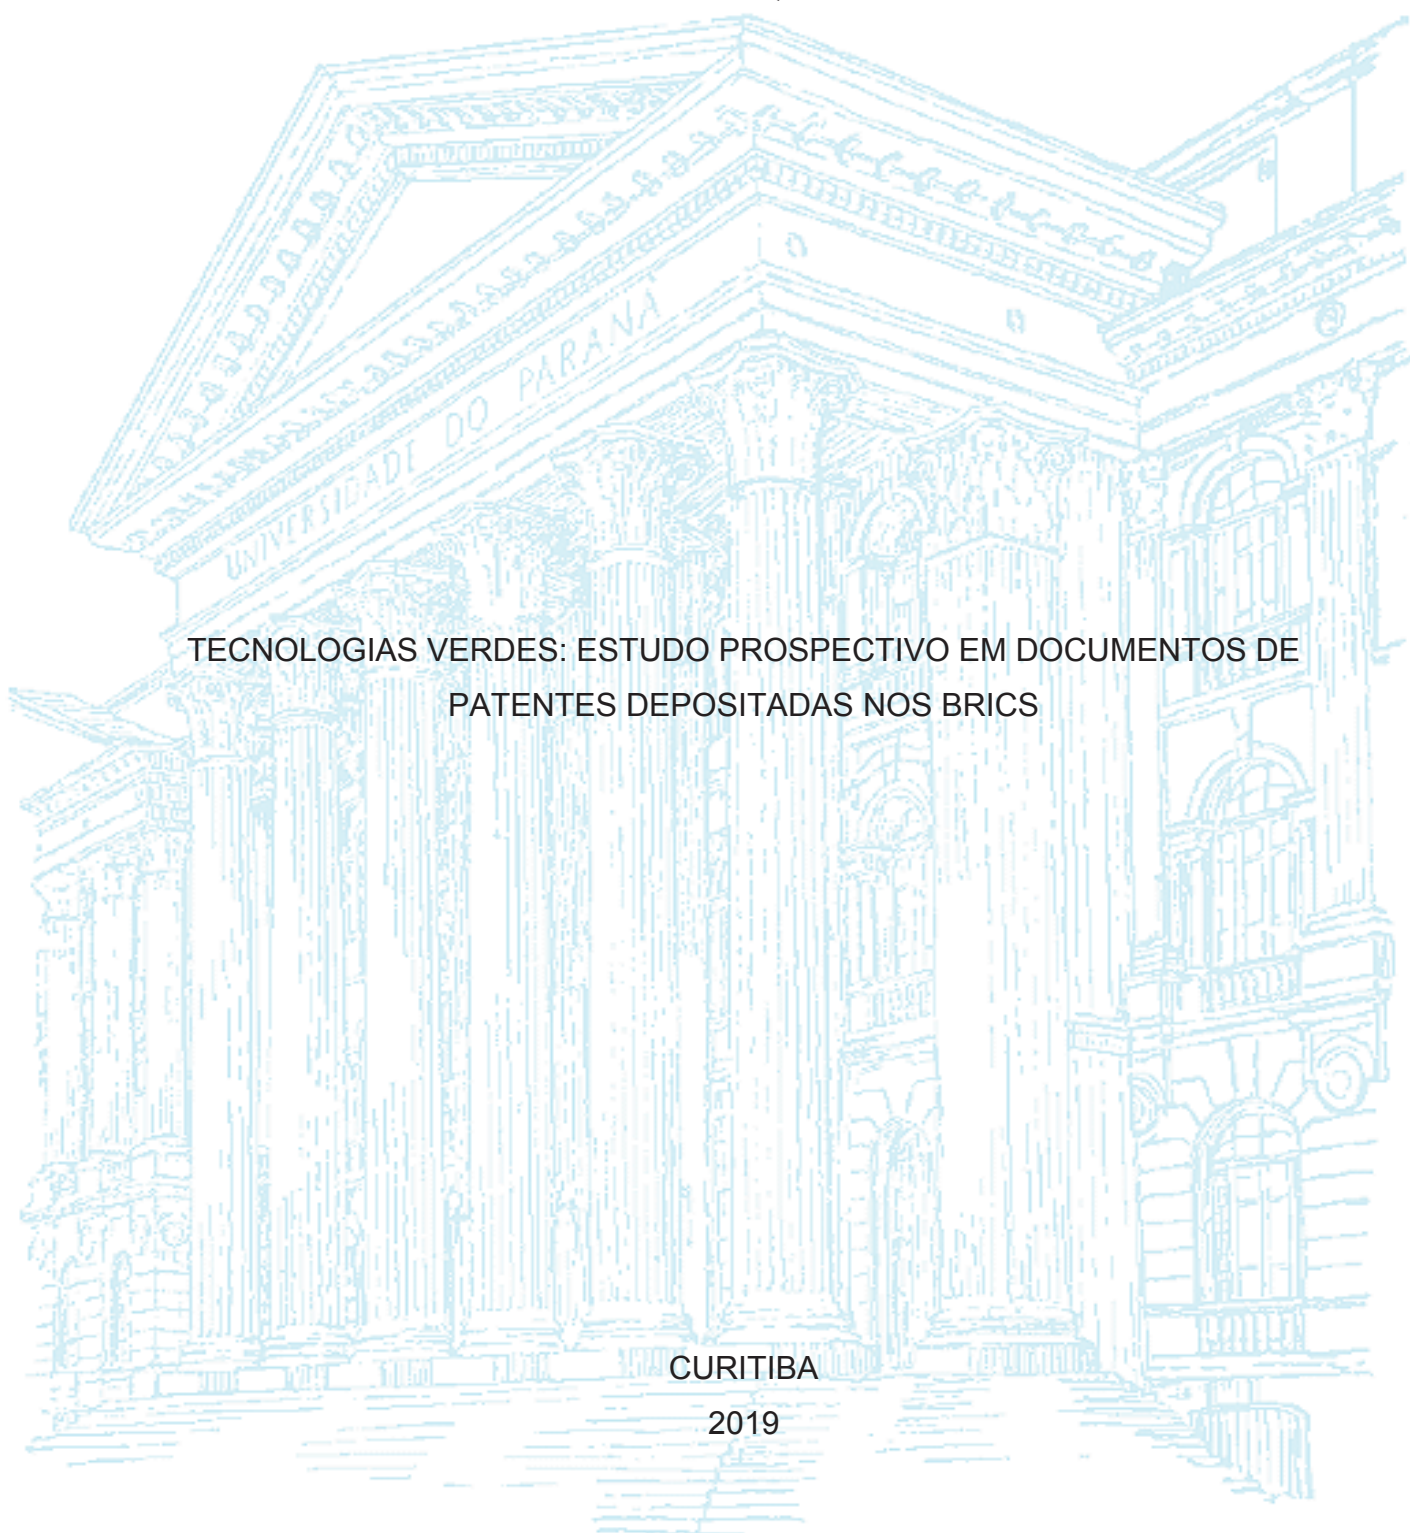 UNIVERSIDADE DO PARANÁ
TECNOLOGIAS VERDES: ESTUDO PROSPECTIVO EM DOCUMENTOS DE
PATENTES DEPOSITADAS NOS BRICS
CURITIBA
2019